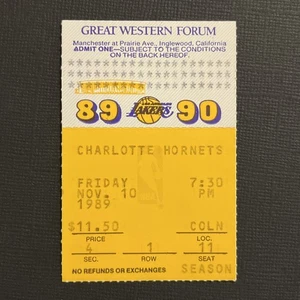 GREAT WESTERN FORUM
Manchester at Prairie Ave., Inglewood, California
ADMIT ONE—SUBJECT TO THE CONDITIONS
ON THE BACK HEREOF.
89 LAKERS 90
CHARLOTTE HORNETS
FRIDAY 7:30
NOV. 10 PM
1989
$11.50 COLN
PRICE LOC.
4 1 11
SEC. ROW SEAT
NO REFUNDS OR EXCHANGES SEASON